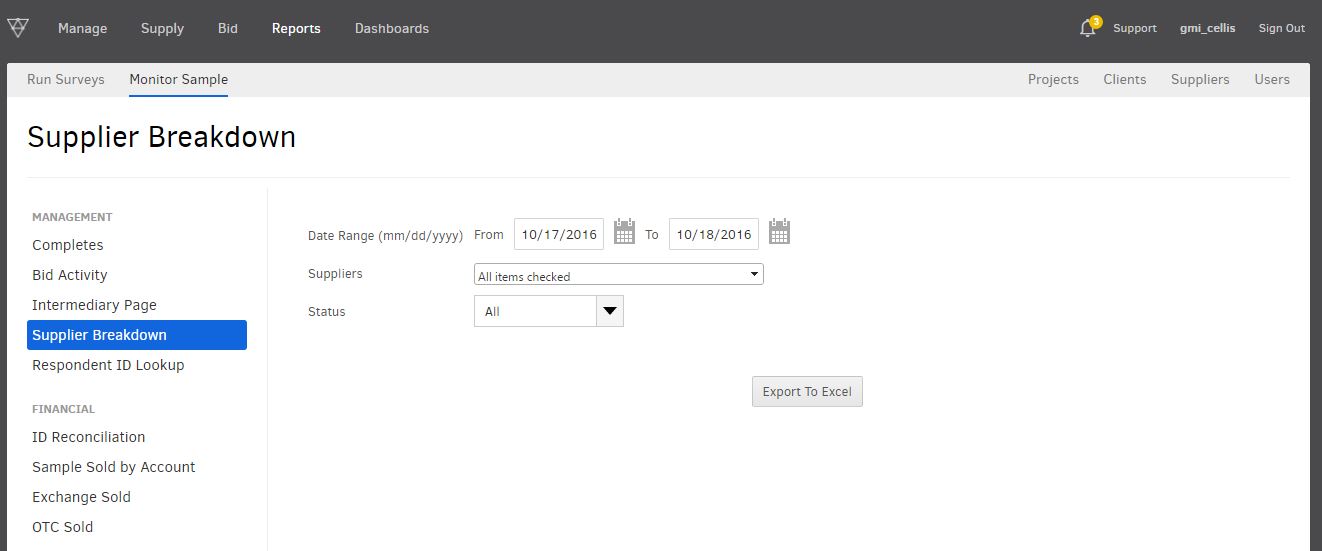 Manage Supply Bid Reports Dashboards 3 Support gmi_cellis Sign Out
Run Surveys Monitor Sample Projects Clients Suppliers Users
Supplier Breakdown
MANAGEMENT
Completes
Bid Activity
Intermediary Page
Supplier Breakdown
Respondent ID Lookup
FINANCIAL
ID Reconciliation
Sample Sold by Account
Exchange Sold
OTC Sold
Date Range (mm/dd/yyyy) From 10/17/2016 To 10/18/2016
Suppliers All items checked
Status All
Export To Excel